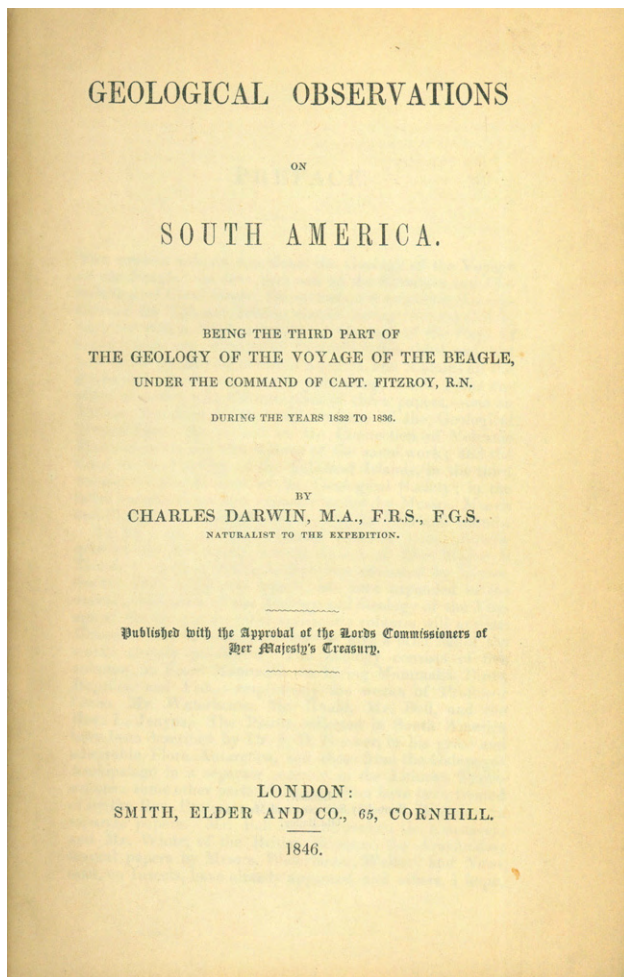 GEOLOGICAL OBSERVATIONS
ON
SOUTH AMERICA.
BEING THE THIRD PART OF
THE GEOLOGY OF THE VOYAGE OF THE BEAGLE,
UNDER THE COMMAND OF CAPT. FITZROY, R.N.
DURING THE YEARS 1832 TO 1836.
BY
CHARLES DARWIN, M.A., F.R.S., F.G.S.
NATURALIST TO THE EXPEDITION.
Published with the Approval of the Lords Commissioners of
Her Majesty's Treasury.
LONDON:
SMITH, ELDER AND CO., 65, CORNHILL.
1846.